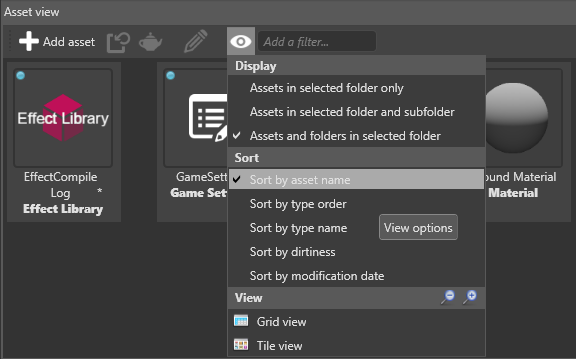 Asset view
Add asset
Add a filter...
Display
Assets in selected folder only
Assets in selected folder and subfolder
Assets and folders in selected folder
Sort
Sort by asset name
Sort by type order
Sort by type name
View options
Sort by dirtiness
Sort by modification date
View
Grid view
Tile view
Effect Library
EffectCompile
Log *
Effect Library
GameSett
Game Set
ound Material
Material